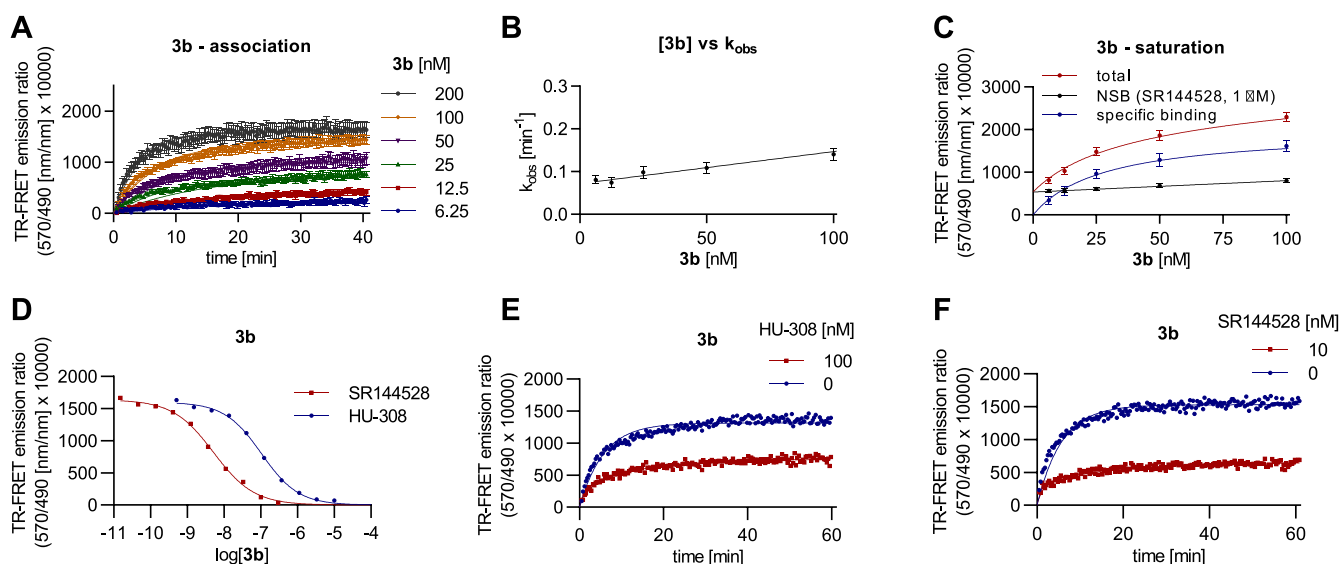 A
3b - association
3b [nM]
200
100
50
25
12.5
6.25
TR-FRET emission ratio
(570/490 [nm/nm] x 10000)
2000
1000
0
0 10 20 30 40
time [min]
B
[3b] vs kobs
kobs [min-1]
0.3
0.2
0.1
0.0
0 50 100
3b [nM]
C
3b - saturation
total
NSB (SR144528, 1 M)
specific binding
TR-FRET emission ratio
(570/490 [nm/nm] x 10000)
3000
2000
1000
0
0 25 50 75 100
3b [nM]
D
3b
SR144528
HU-308
TR-FRET emission ratio
(570/490 [nm/nm] x 10000)
2000
1500
1000
500
0
-11 -10 -9 -8 -7 -6 -5 -4
log[3b]
E
3b
HU-308 [nM]
100
0
TR-FRET emission ratio
(570/490 x 10000)
2000
1500
1000
500
0
0 20 40 60
time [min]
F
3b
SR144528 [nM]
10
0
TR-FRET emission ratio
(570/490 x 10000)
2000
1500
1000
500
0
0 20 40 60
time [min]